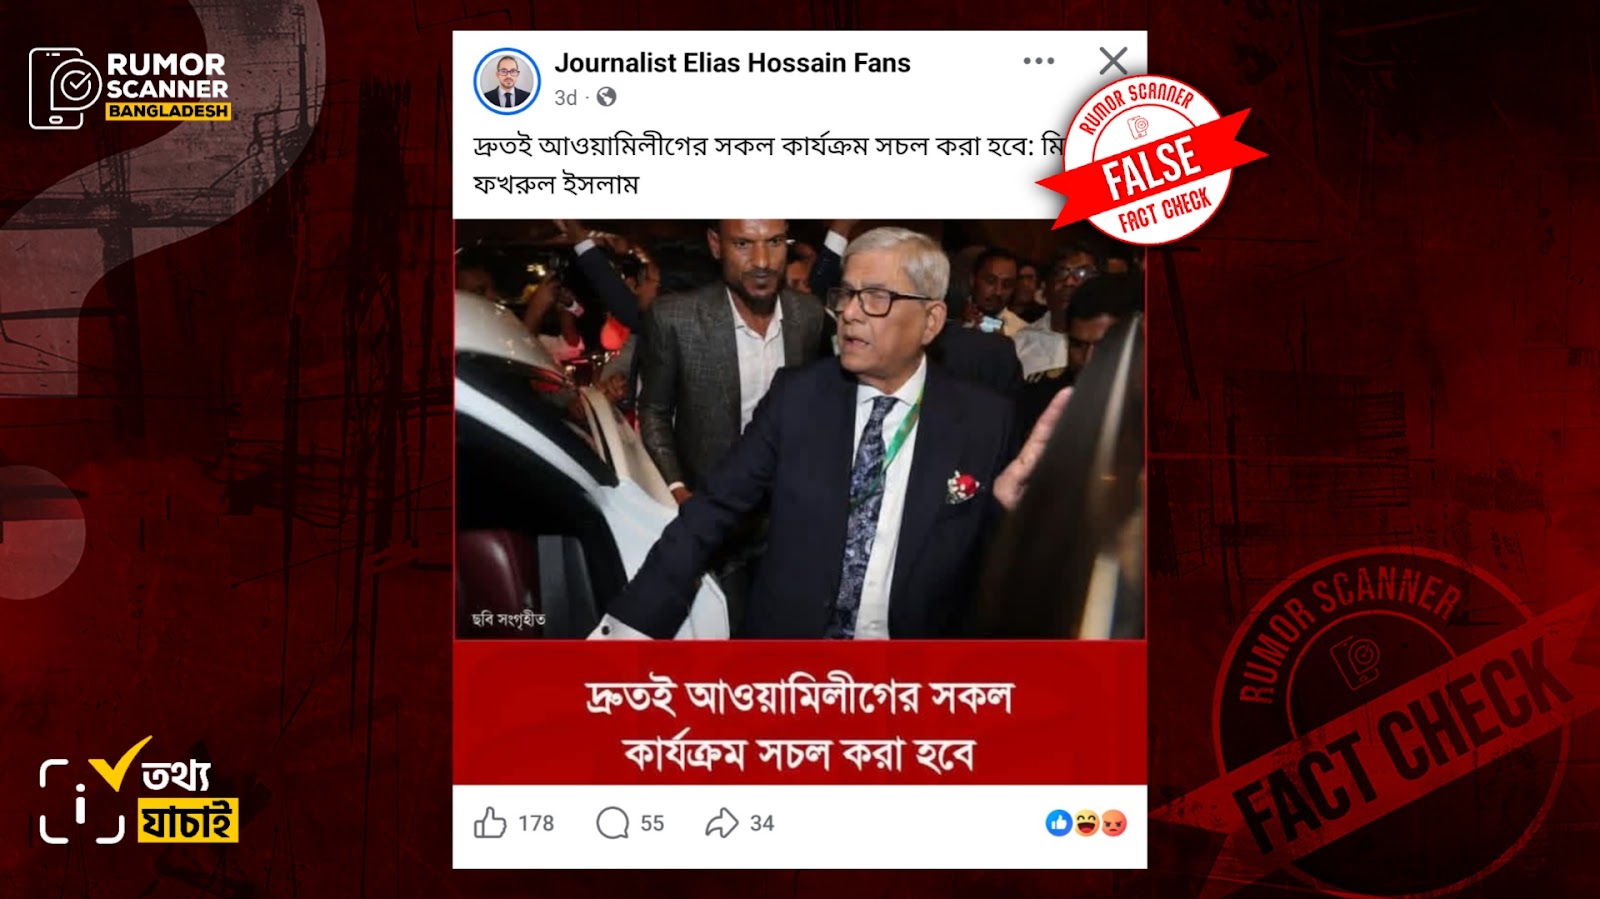 RUMOR
SCANNER
BANGLADESH
Journalist Elias Hossain Fans
3d
দ্রুতই আওয়ামিলীগের সকল কার্যক্রম সচল করা হবে:
ফখরুল ইসলাম
RUMOR SCANNER
FALSE
FACT CHECK
ছবি সংগৃহীত
দ্রুতই আওয়ামিলীগের সকল
কার্যক্রম সচল করা হবে
178
55
34
i তথ্য
যাচাই
RUMOR SCANNER
FACT CHECK